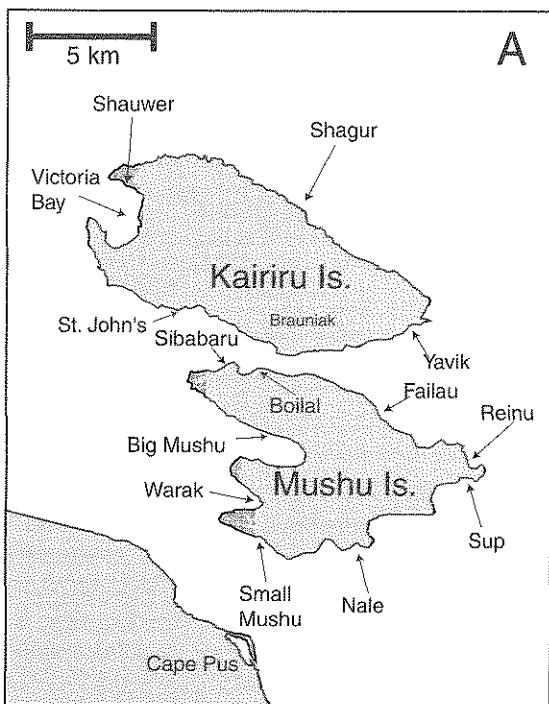 A
5 km
Shauwer
Shagur
Victoria
Bay
Kairiru Is.
St. John's
Brauniak
Sibabaru
Yavik
Failau
Boilal
Reinu
Big Mushu
Mushu Is.
Warak
Sup
Small
Mushu
Nale
Cape Pus